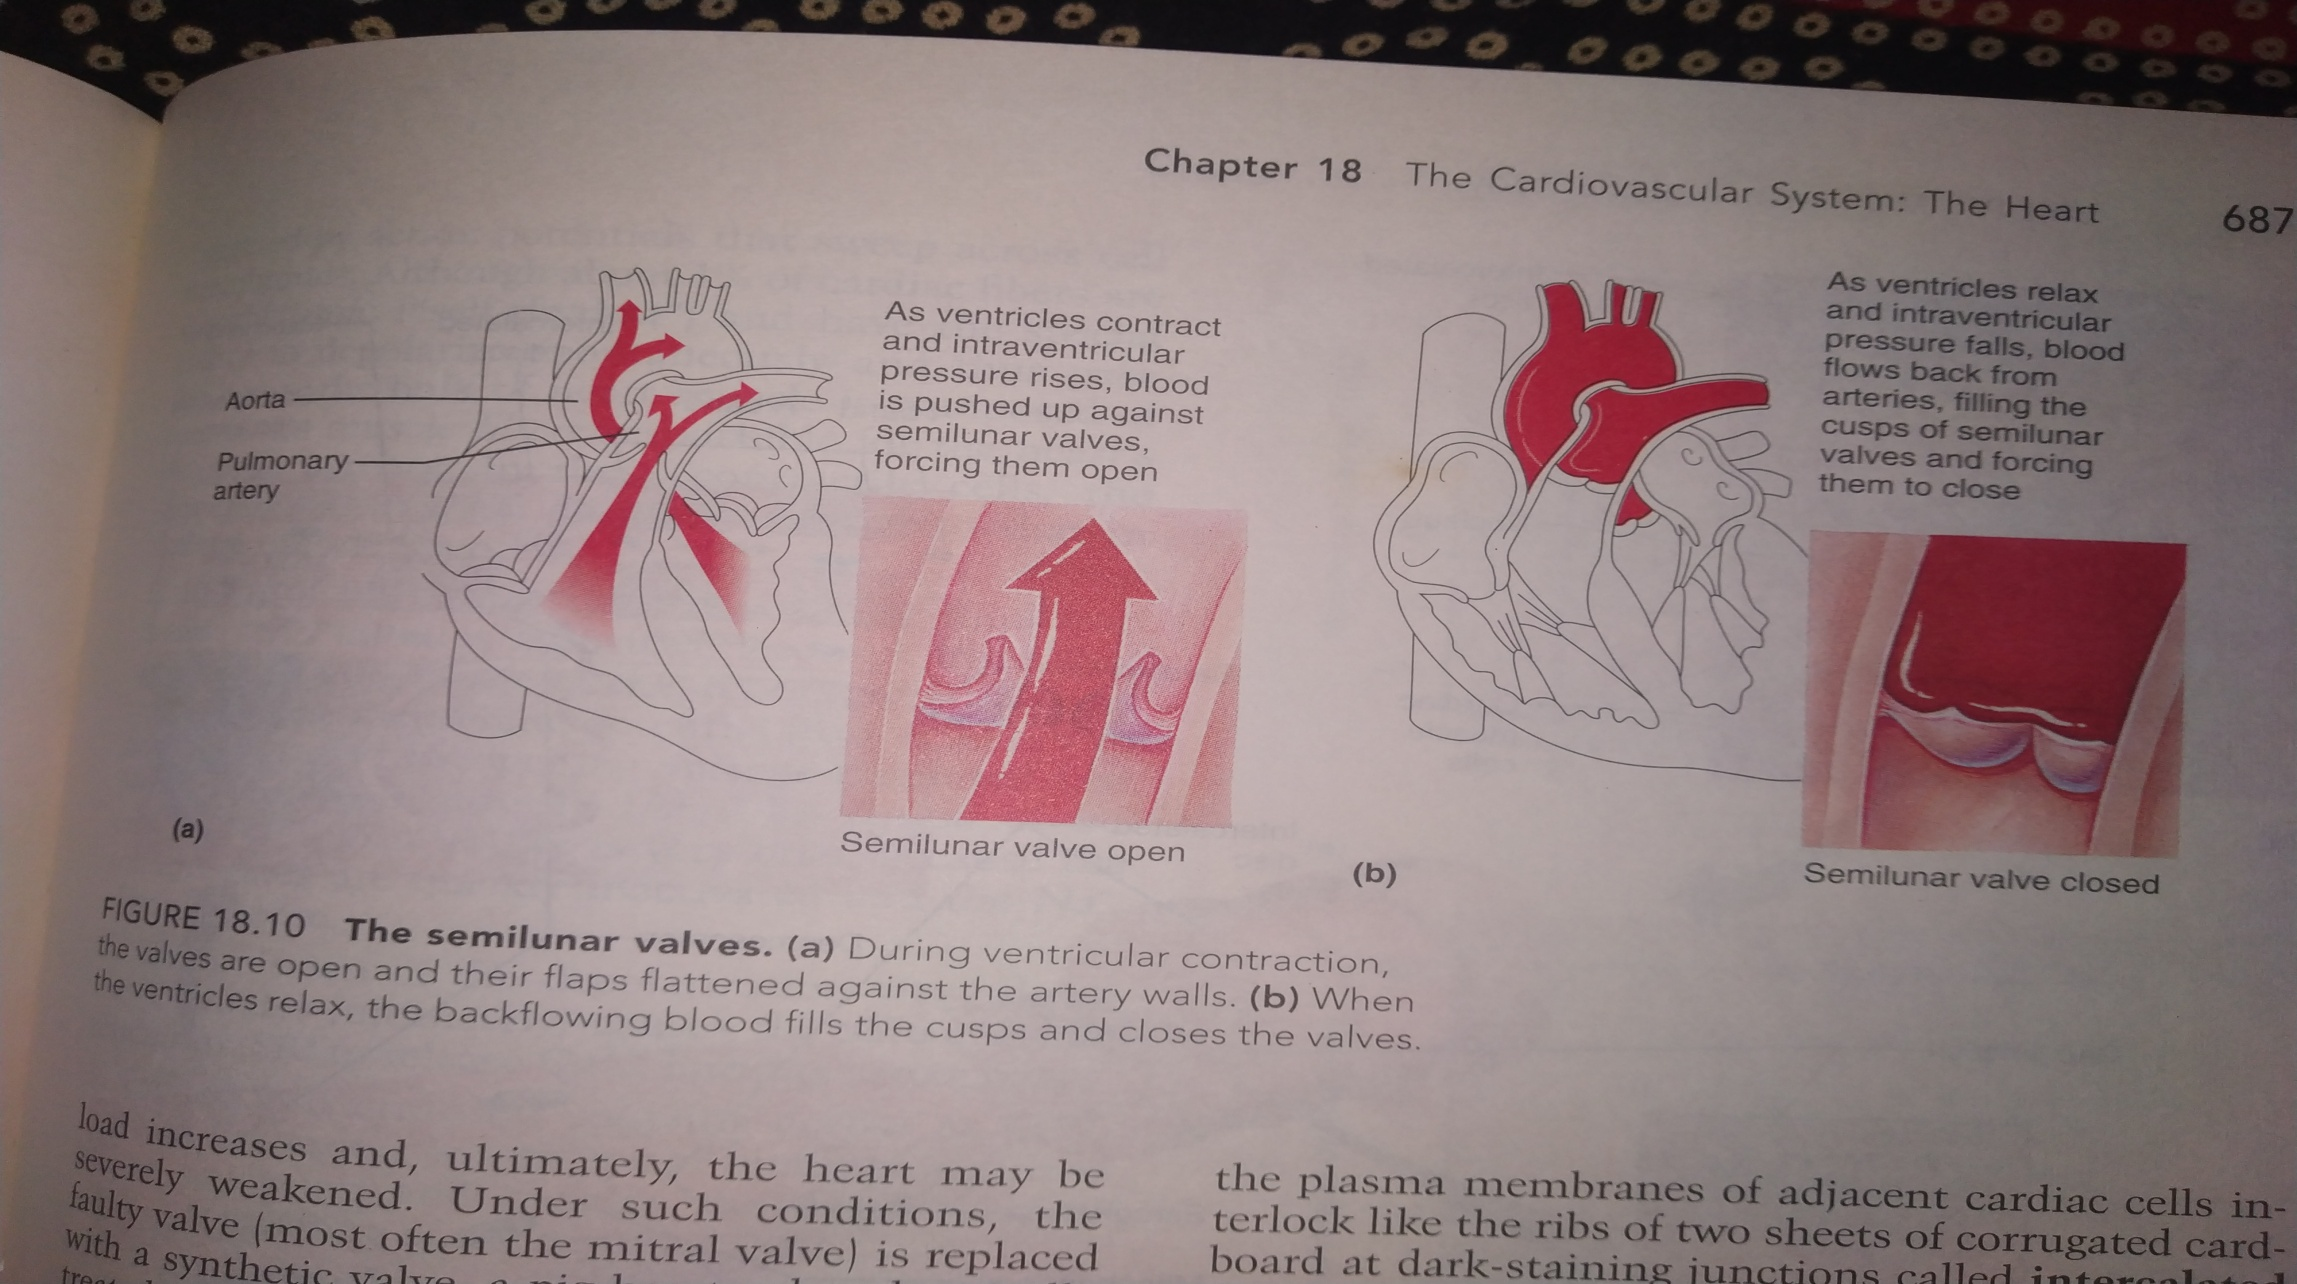 Chapter 18 The Cardiovascular System: The Heart 687
Aorta
Pulmonary
artery
As ventricles contract
and intraventricular
pressure rises, blood
is pushed up against
semilunar valves,
forcing them open
Semilunar valve open
(a)
As ventricles relax
and intraventricular
pressure falls, blood
flows back from
arteries, filling the
cusps of semilunar
valves and forcing
them to close
Semilunar valve closed
(b)
FIGURE 18.10 The semilunar valves. (a) During ventricular contraction,
the valves are open and their flaps flattened against the artery walls. (b) When
the ventricles relax, the backflowing blood fills the cusps and closes the valves.
load increases and, ultimately, the heart may be
severely weakened. Under such conditions, the
faulty valve (most often the mitral valve) is replaced
with a synthetic valve
the plasma membranes of adjacent cardiac cells in-
terlock like the ribs of two sheets of corrugated card-
board at dark-staining junctions called